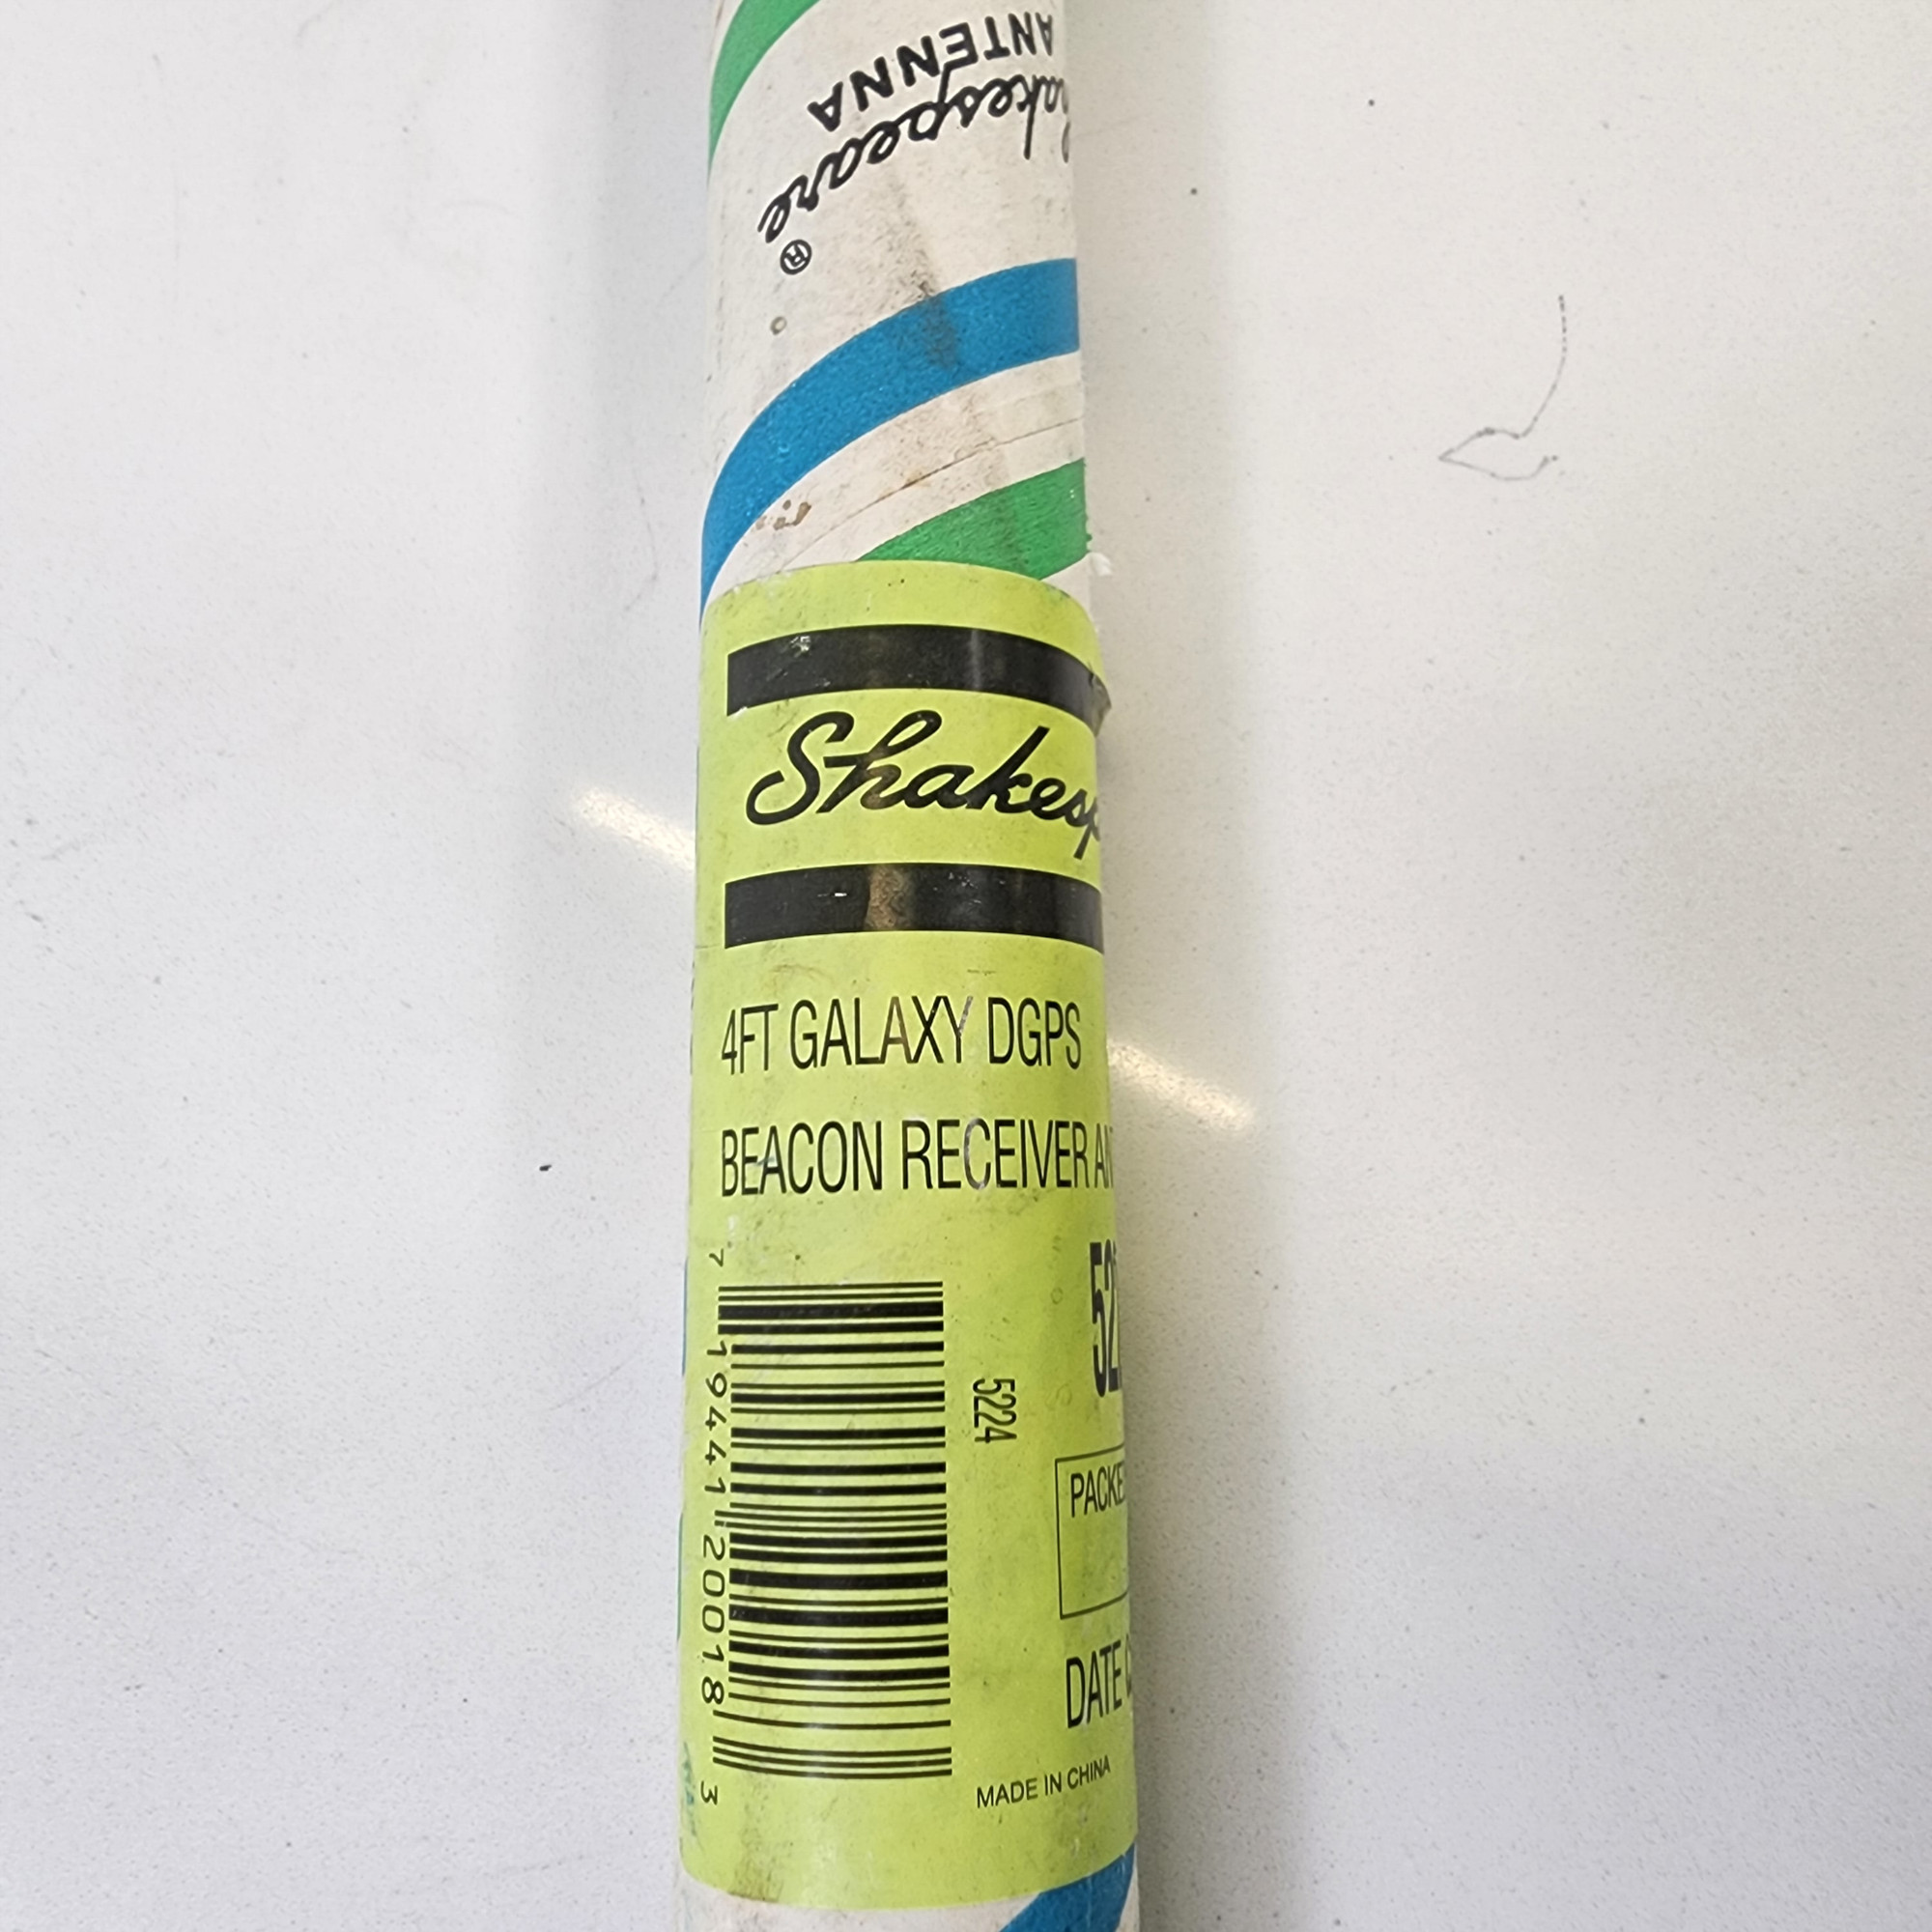 Shakespeare®
ANTENNA
Shakesp
4FT GALAXY DGPS
BEACON RECEIVER AN
522
7 19441 20018 3
5224
PACKE
DATE C
MADE IN CHINA